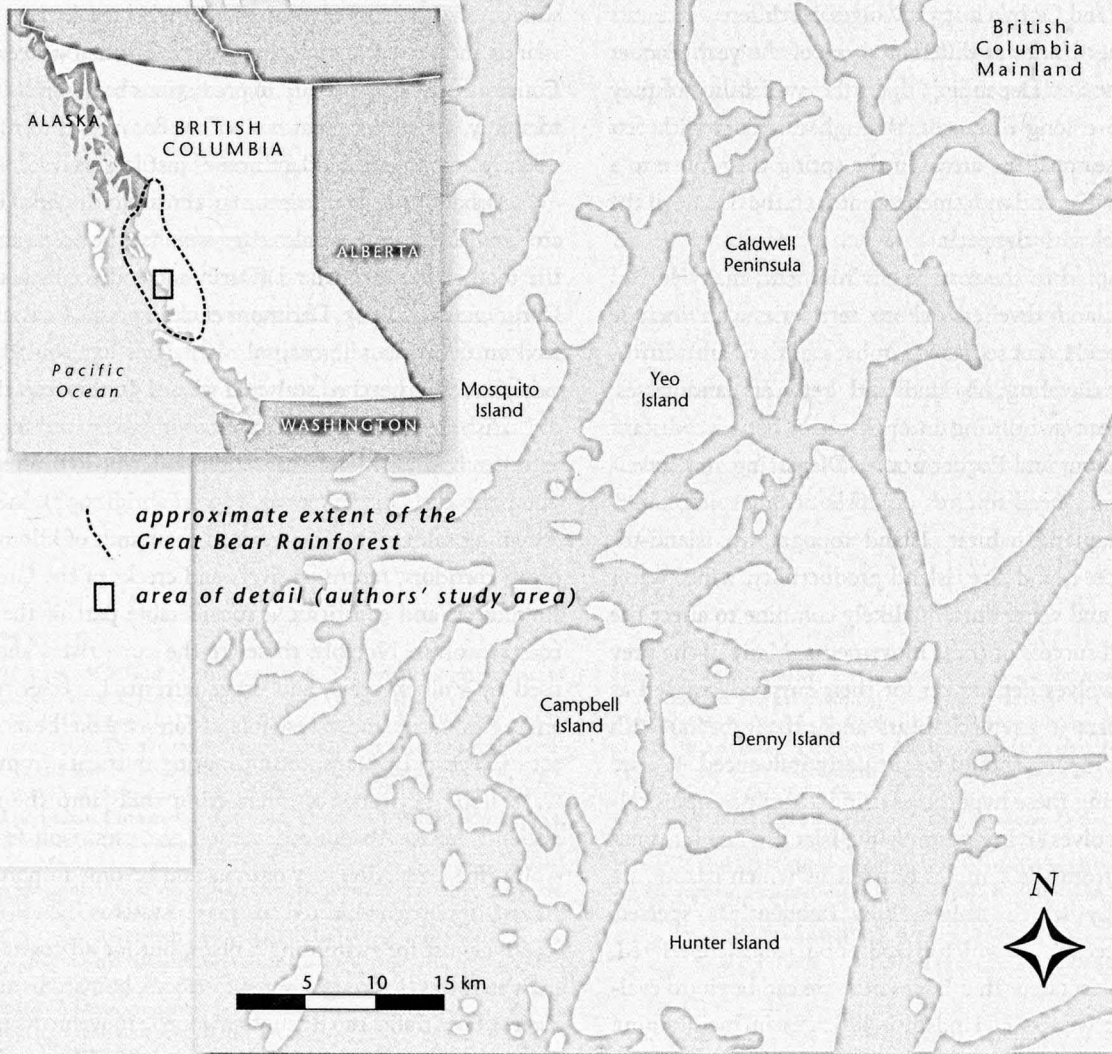 British
Columbia
Mainland
ALASKA
BRITISH
COLUMBIA
ALBERTA
Pacific
Ocean
WASHINGTON
Caldwell
Peninsula
Mosquito
Island
Yeo
Island
approximate extent of the
Great Bear Rainforest
area of detail (authors' study area)
Campbell
Island
Denny Island
Hunter Island
N
5 10 15 km